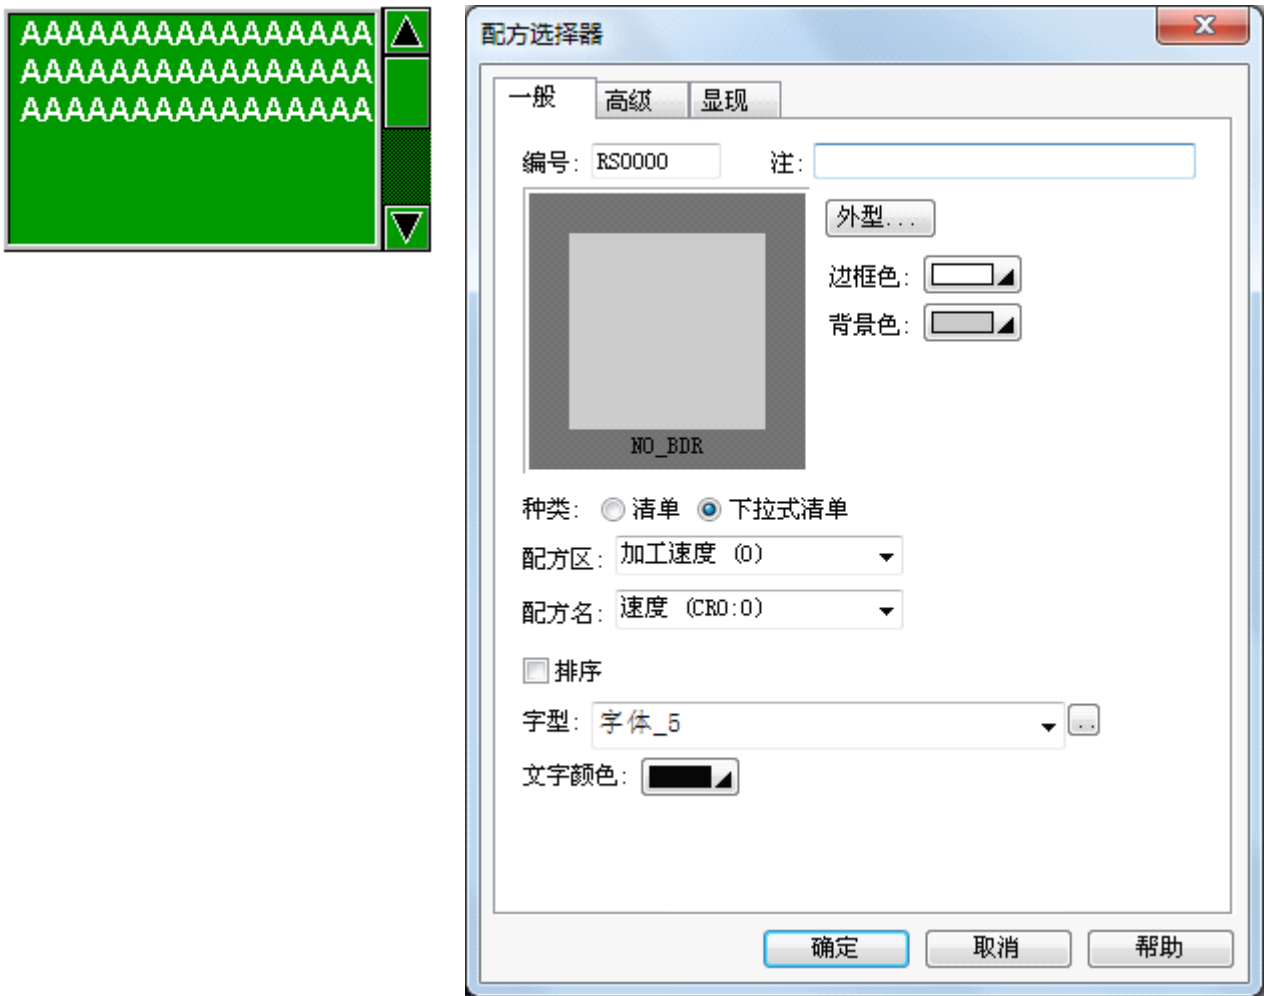 AAAAAAAAAAAAAAAA
AAAAAAAAAAAAAAAA
AAAAAAAAAAAAAAAA
配方选择器
一般 高级 显现
编号: RS0000 注:
外型...
边框色:
背景色:
NO_BDR
种类: 清单 下拉式清单
配方区: 加工速度 (0)
配方名: 速度 (CR0:0)
排序
字型: 字体_5 ..
文字颜色:
确定 取消 帮助